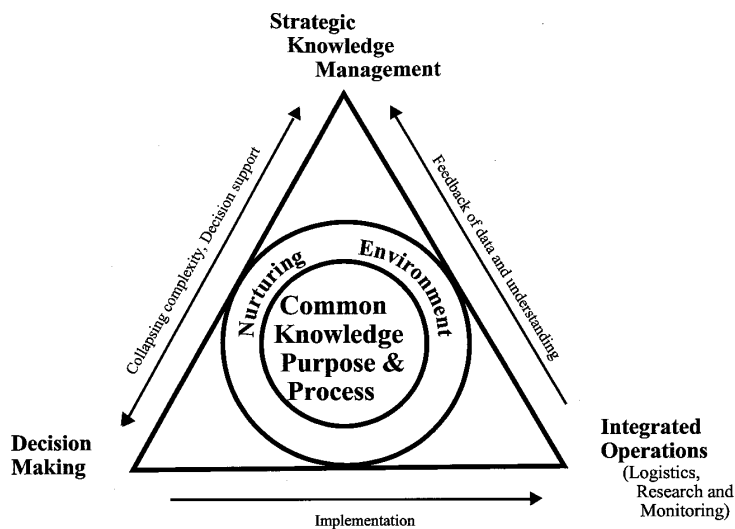 Strategic
Knowledge
Management
Collapsing complexity, Decision support
Feedback of data and understanding
Nurturing Environment
Common
Knowledge
Purpose &
Process
Decision
Making
Integrated
Operations
(Logistics,
Research and
Monitoring)
Implementation